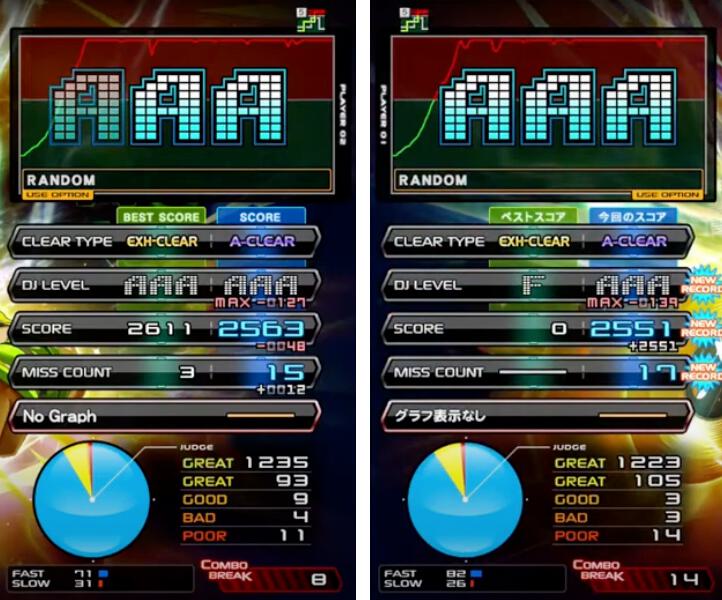 AAA
PLAYER 02
RANDOM
USE OPTION
BEST SCORE SCORE
CLEAR TYPE EXH-CLEAR A-CLEAR
DJ LEVEL AAA AAA
MAX -0127
SCORE 2611 2563
-0048
MISS COUNT 3 15
+0012
No Graph
JUDGE
GREAT 1235
GREAT 93
GOOD 9
BAD 4
POOR 11
FAST 71
SLOW 31
COMBO BREAK 8
AAA
PLAYER 01
RANDOM
USE OPTION
ベストスコア 今回のスコア
CLEAR TYPE EXH-CLEAR A-CLEAR
DJ LEVEL F AAA NEW RECORD
MAX -0139
SCORE 0 2551 NEW RECORD
+2551
MISS COUNT 17 NEW RECORD
グラフ表示なし
JUDGE
GREAT 1223
GREAT 105
GOOD 3
BAD 3
POOR 14
FAST 82
SLOW 26
COMBO BREAK 14